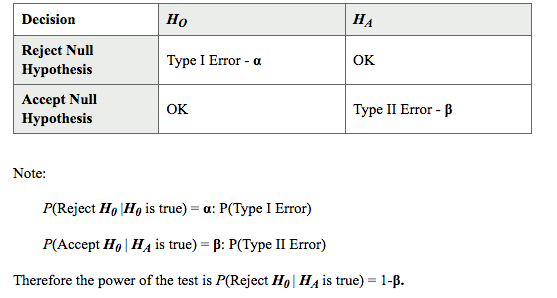 Decision H_O H_A
Reject Null
Hypothesis
Type I Error - α OK
Accept Null
Hypothesis
OK Type II Error - β
Note:
P(Reject H_0 |H_0 is true) = α: P(Type I Error)
P(Accept H_0 | H_A is true) = β: P(Type II Error)
Therefore the power of the test is P(Reject H_0 | H_A is true) = 1-β.